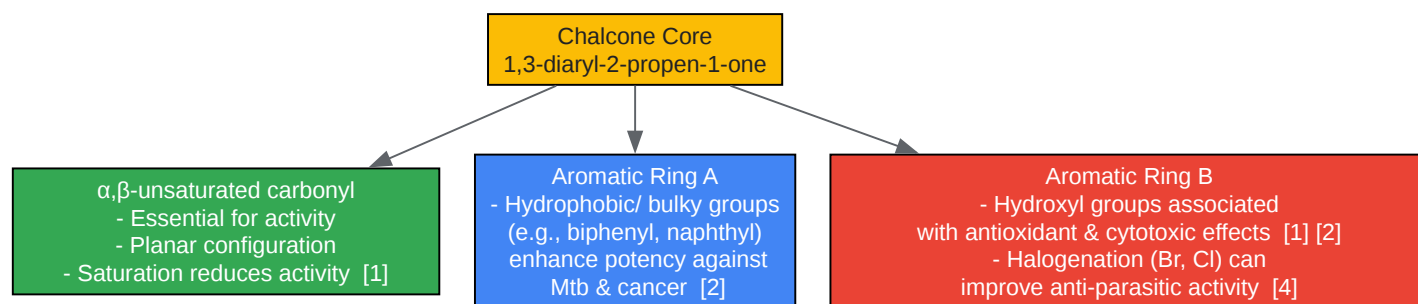 Chalcone Core
1,3-diaryl-2-propen-1-one
α,β-unsaturated carbonyl
- Essential for activity
- Planar configuration
- Saturation reduces activity [1]
Aromatic Ring A
- Hydrophobic/ bulky groups
(e.g., biphenyl, naphthyl)
enhance potency against
Mtb & cancer [2]
Aromatic Ring B
- Hydroxyl groups associated
with antioxidant & cytotoxic effects [1] [2]
- Halogenation (Br, Cl) can
improve anti-parasitic activity [4]